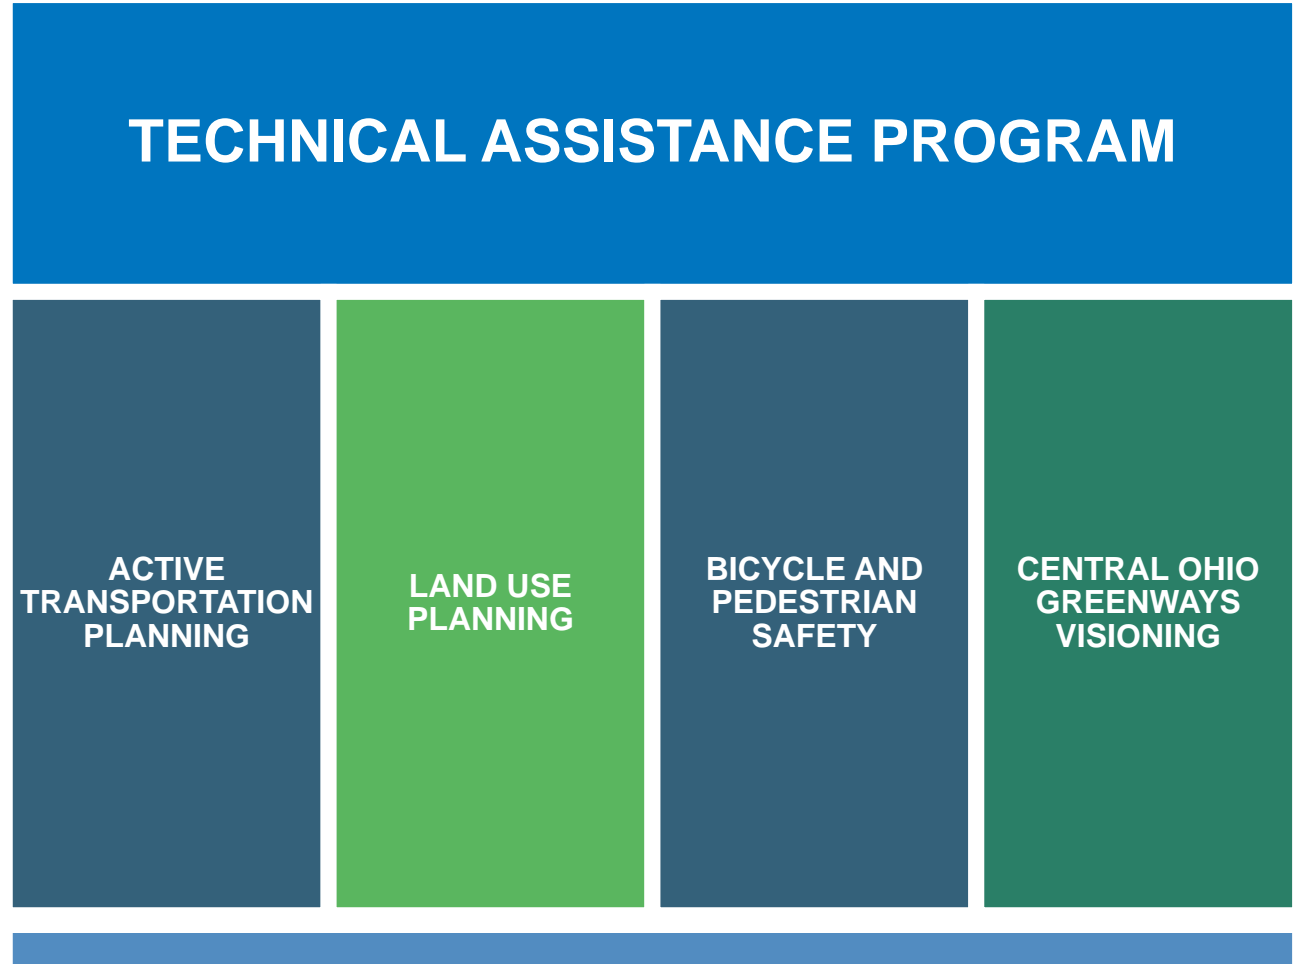 TECHNICAL ASSISTANCE PROGRAM
ACTIVE
TRANSPORTATION
PLANNING
LAND USE
PLANNING
BICYCLE AND
PEDESTRIAN
SAFETY
CENTRAL OHIO
GREENWAYS
VISIONING